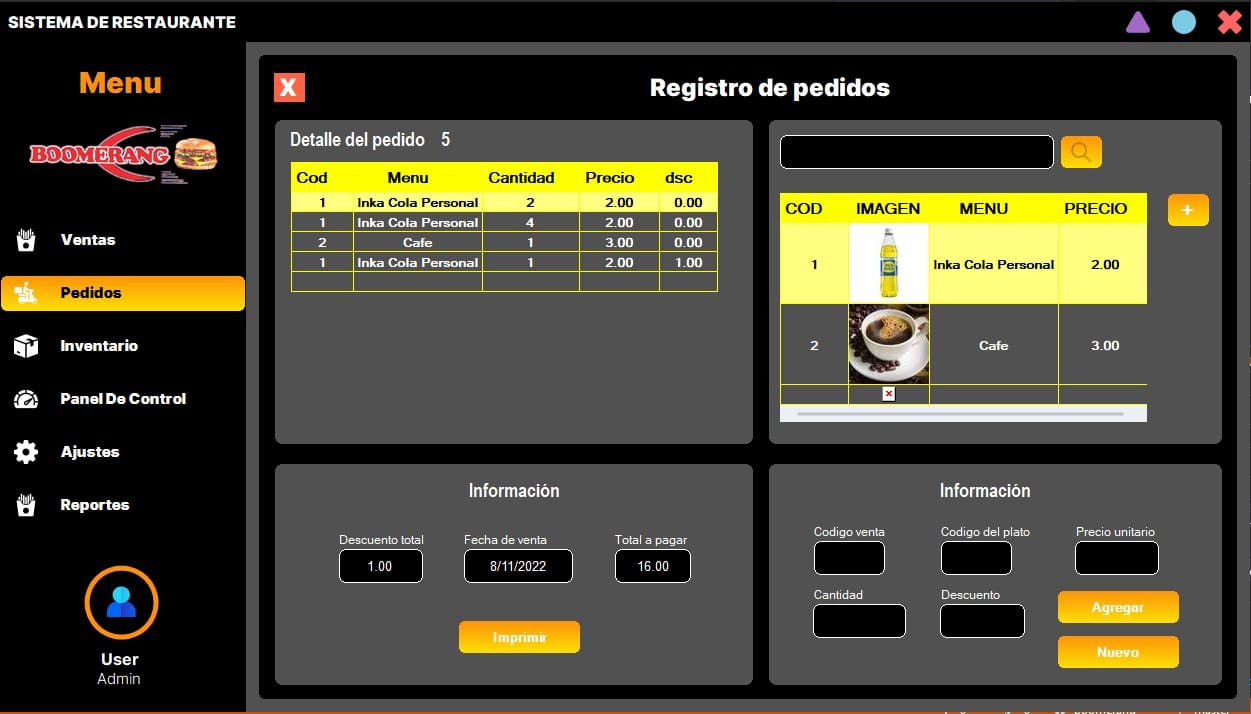 SISTEMA DE RESTAURANTE
Menu
BOOMERANG
Ventas
Pedidos
Inventario
Panel De Control
Ajustes
Reportes
User
Admin
X
Registro de pedidos
Detalle del pedido 5
Cod Menu Cantidad Precio dsc
1 Inka Cola Personal 2 2.00 0.00
1 Inka Cola Personal 4 2.00 0.00
2 Cafe 1 3.00 0.00
1 Inka Cola Personal 1 2.00 1.00
+
COD IMAGEN MENU PRECIO
1 Inka Cola Personal 2.00
2 Cafe 3.00
Información
Descuento total Fecha de venta Total a pagar
1.00 8/11/2022 16.00
Imprimir
Información
Codigo venta Codigo del plato Precio unitario
Cantidad Descuento
Agregar
Nuevo